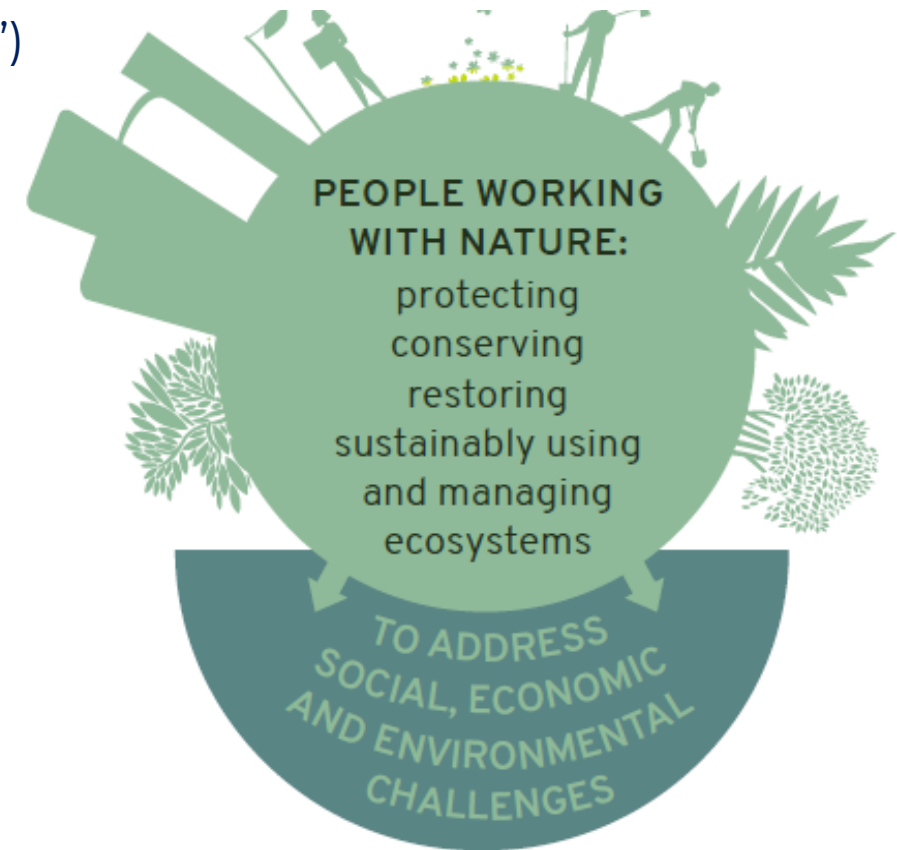 ’)
PEOPLE WORKING
WITH NATURE:
protecting
conserving
restoring
sustainably using
and managing
ecosystems
TO ADDRESS
SOCIAL, ECONOMIC
AND ENVIRONMENTAL
CHALLENGES